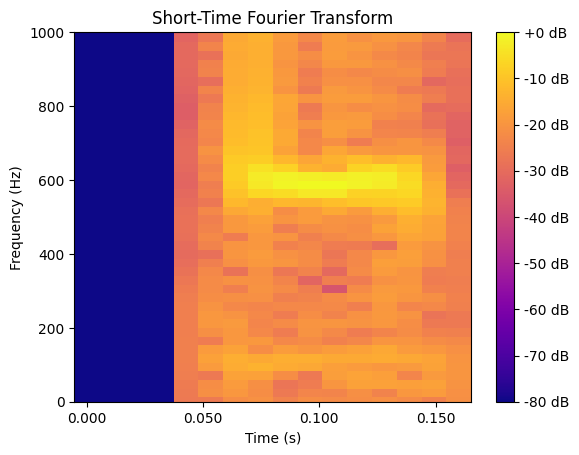 Short-Time Fourier Transform
Frequency (Hz)
1000
800
600
400
200
0
0.000
0.050
0.100
0.150
Time (s)
+0 dB
-10 dB
-20 dB
-30 dB
-40 dB
-50 dB
-60 dB
-70 dB
-80 dB